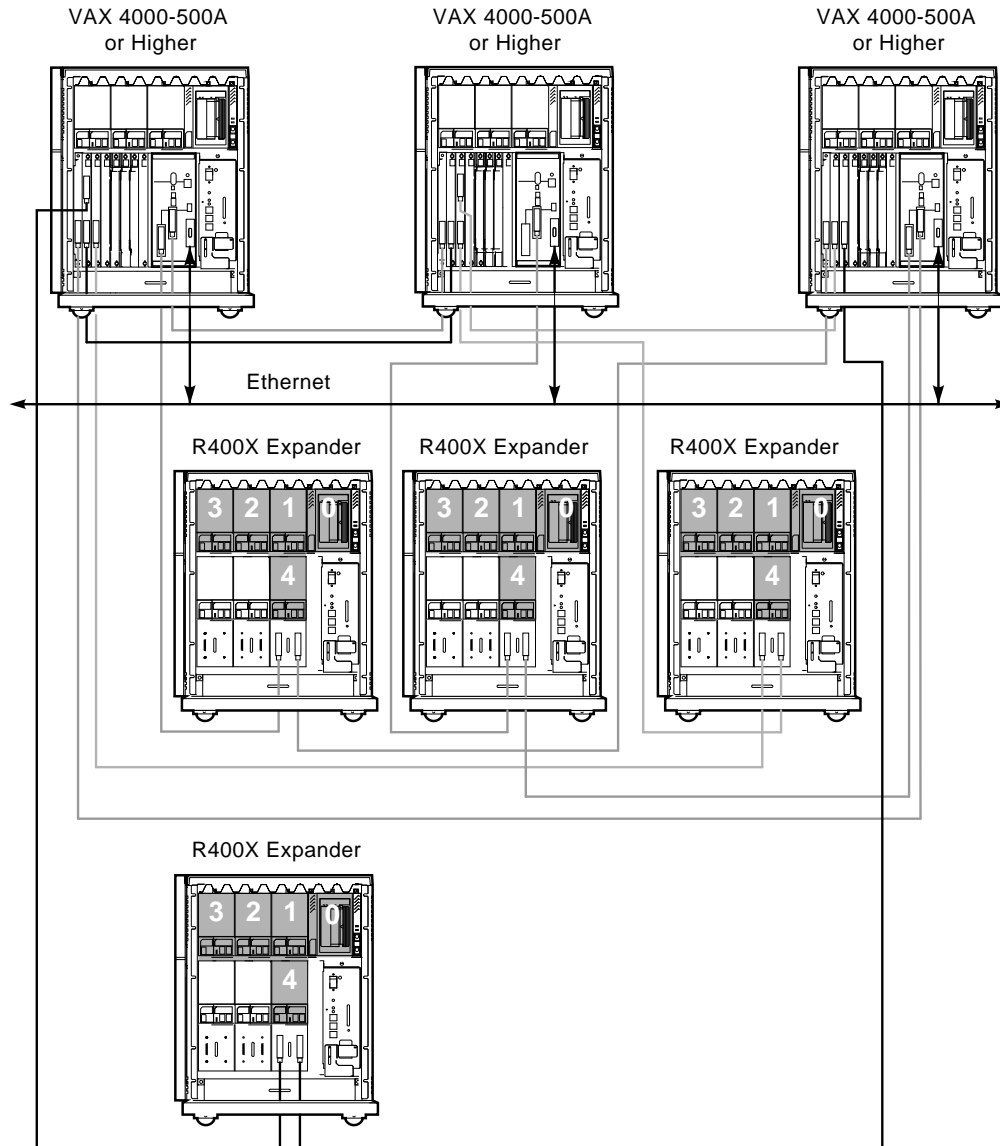 VAX 4000-500A
or Higher
VAX 4000-500A
or Higher
VAX 4000-500A
or Higher
Ethernet
R400X Expander
R400X Expander
R400X Expander
3 2 1 0
4
3 2 1 0
4
3 2 1 0
4
R400X Expander
3 2 1 0
4